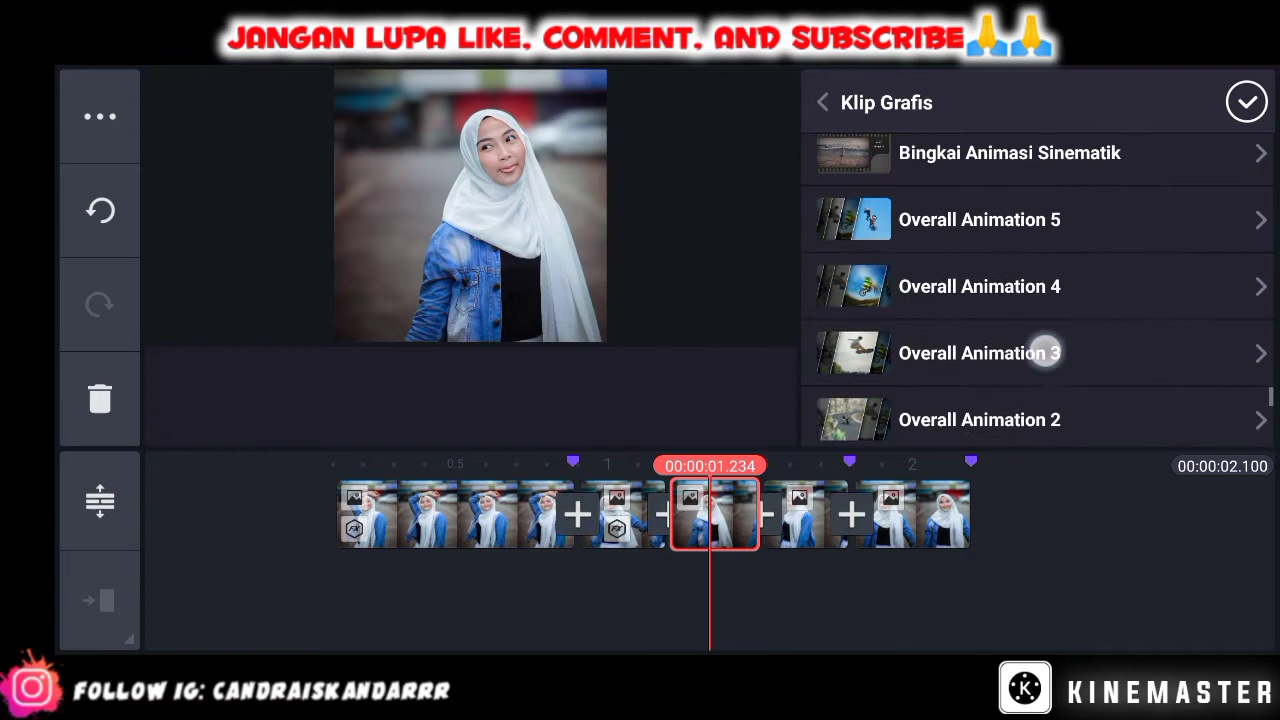 JANGAN LUPA LIKE, COMMENT, AND SUBSCRIBE🙏🙏
Klip Grafis
Bingkai Animasi Sinematik
Overall Animation 5
Overall Animation 4
Overall Animation 3
Overall Animation 2
0.5
1
00:00:01.234
2
00:00:02.100
FX
FX
FOLLOW IG: CANDRAISKANDARRR
K KINEMASTER